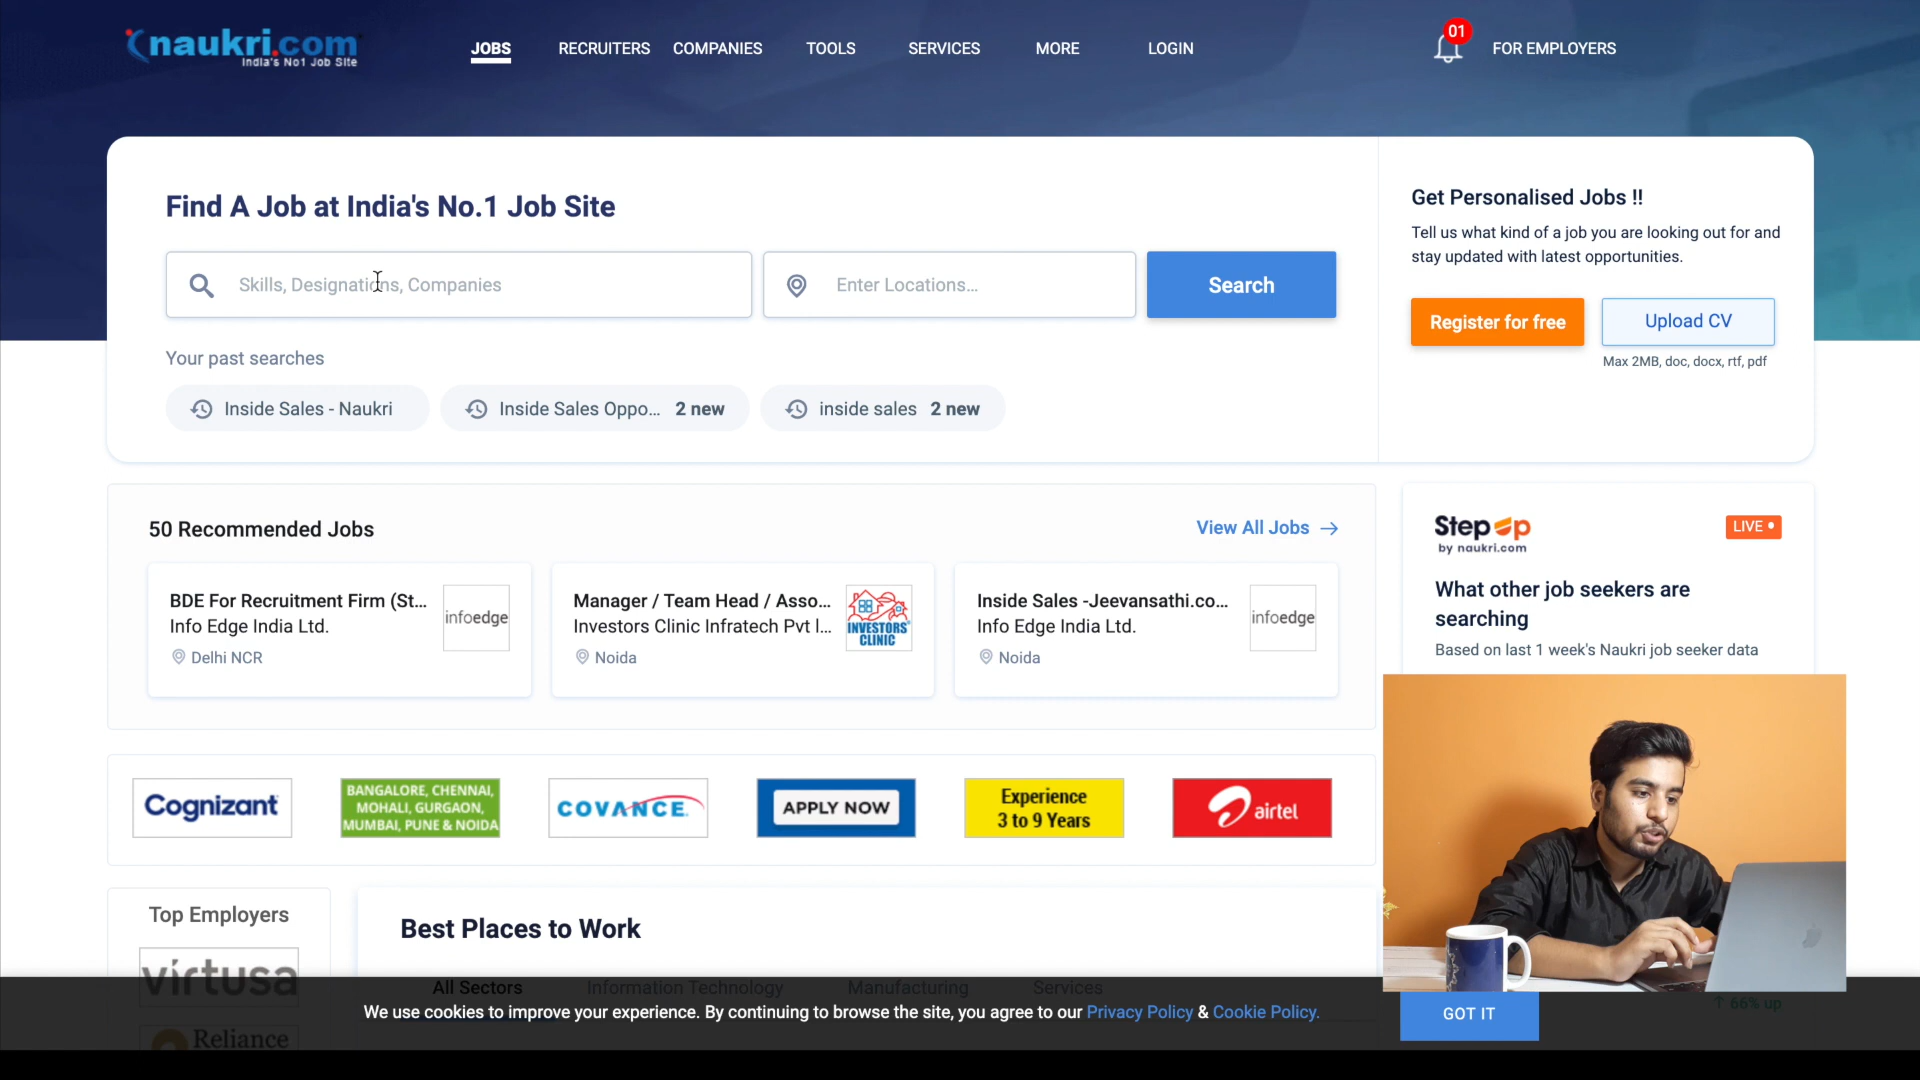 naukri.com
India's No1 Job Site
JOBS
RECRUITERS
COMPANIES
TOOLS
SERVICES
MORE
LOGIN
01
FOR EMPLOYERS
Find A Job at India's No.1 Job Site
Skills, Designations, Companies
Enter Locations...
Search
Your past searches
Inside Sales - Naukri
Inside Sales Oppo... 2 new
inside sales 2 new
Get Personalised Jobs !!
Tell us what kind of a job you are looking out for and
stay updated with latest opportunities.
Register for free
Upload CV
Max 2MB, doc, docx, rtf, pdf
50 Recommended Jobs
View All Jobs
BDE For Recruitment Firm (St...
Info Edge India Ltd.
Delhi NCR
infoedge
Manager / Team Head / Asso...
Investors Clinic Infratech Pvt l...
Noida
INVESTORS'
CLINIC
Inside Sales -Jeevansathi.co...
Info Edge India Ltd.
Noida
infoedge
StepUp
by naukri.com
LIVE
What other job seekers are
searching
Based on last 1 week's Naukri job seeker data
Cognizant
BANGALORE, CHENNAI,
MOHALI, GURGAON,
MUMBAI, PUNE & NOIDA
COVANCE
APPLY NOW
Experience
3 to 9 Years
airtel
Top Employers
virtusa
Reliance
Best Places to Work
All Sectors
Information Technology
Manufacturing
Services
66% up
We use cookies to improve your experience. By continuing to browse the site, you agree to our Privacy Policy & Cookie Policy.
GOT IT